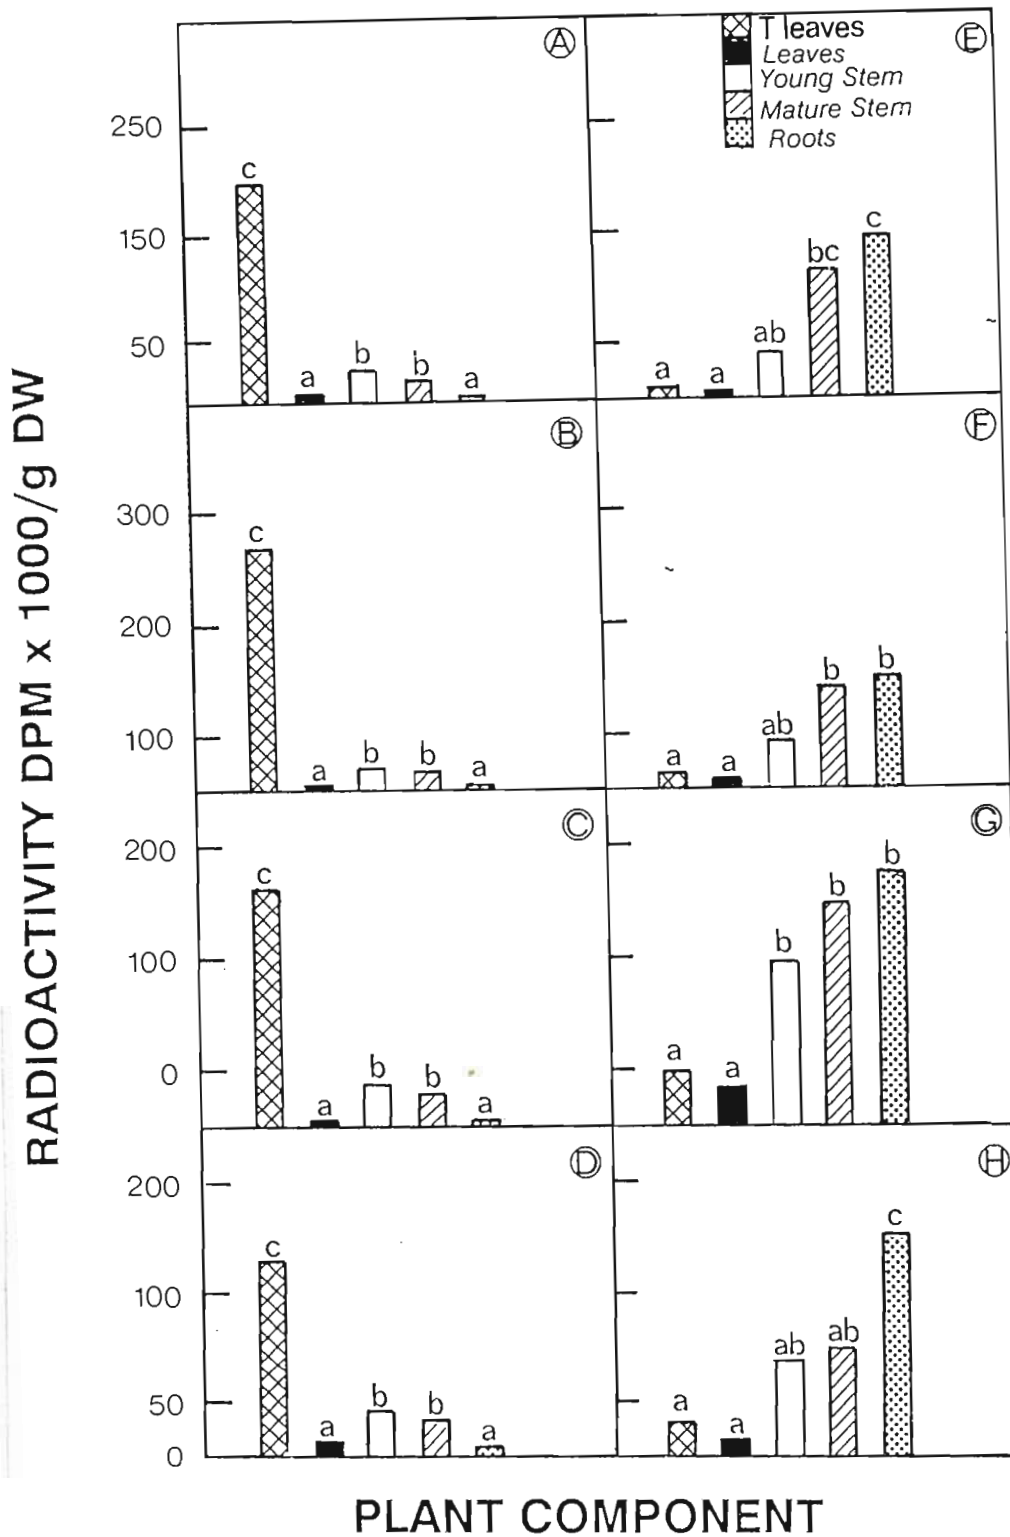 A
E
T leaves
Leaves
Young Stem
Mature Stem
Roots
250
150
50
c
a
b
b
a
a
a
ab
bc
c
B
F
300
200
100
c
a
b
b
a
a
a
ab
b
b
C
G
200
100
0
c
a
b
b
a
a
a
b
b
b
D
H
200
100
50
0
c
a
b
b
a
a
a
ab
ab
c
RADIOACTIVITY DPM x 1000/g DW
PLANT COMPONENT